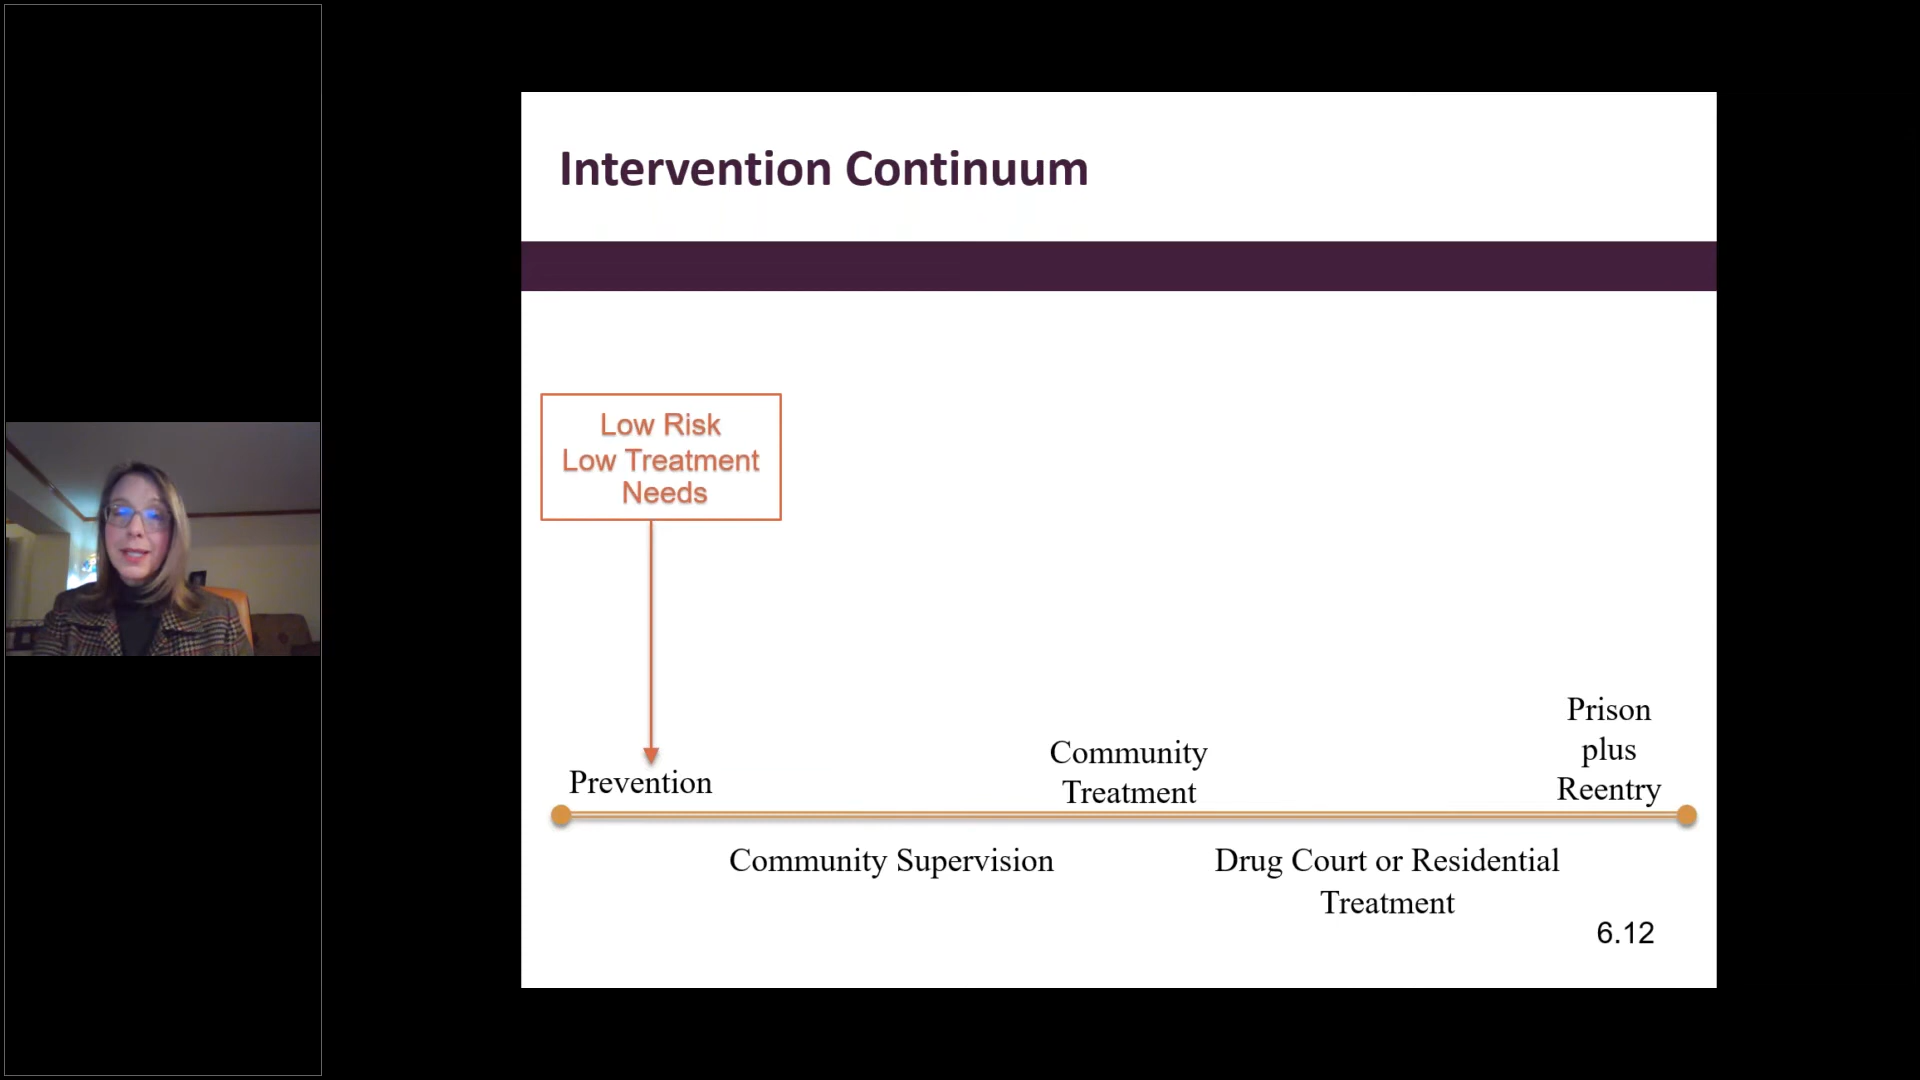 Intervention Continuum
Low Risk
Low Treatment
Needs
Prevention
Community
Treatment
Prison
plus
Reentry
Community Supervision
Drug Court or Residential
Treatment
6.12